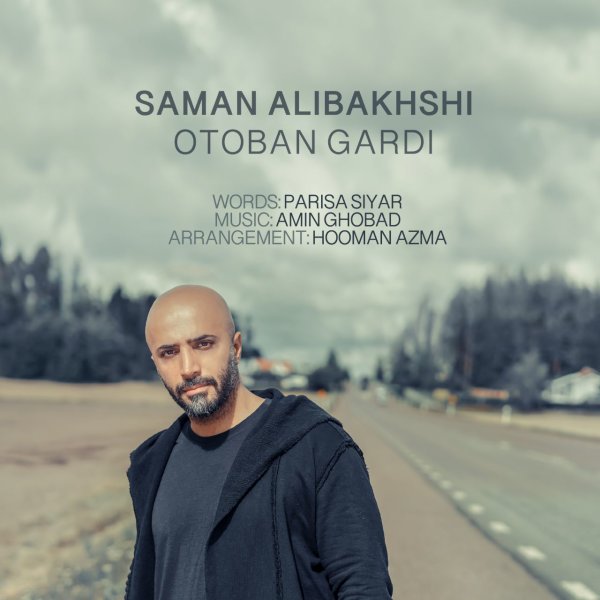 SAMAN ALIBAKHSHI
OTOBAN GARDI
WORDS: PARISA SIYAR
MUSIC: AMIN GHOBAD
ARRANGEMENT: HOOMAN AZMA